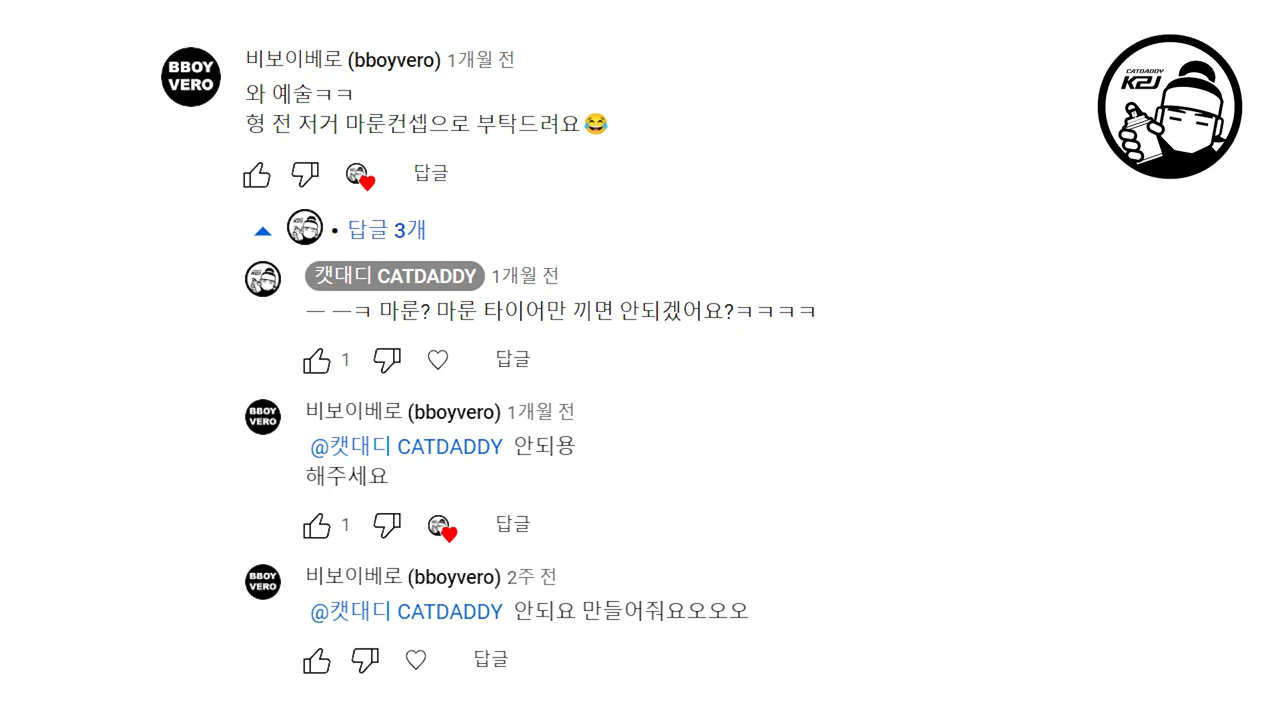 BBOY
VERO
비보이베로 (bboyvero) 1개월 전
와 예술ㅋㅋ
형 전 저거 마룬컨셉으로 부탁드려요😂
답글
답글 3개
캣대디 CATDADDY 1개월 전
ㅡ ㅡㅋ 마룬? 마룬 타이어만 끼면 안되겠어요?ㅋㅋㅋㅋ
1 답글
BBOY
VERO
비보이베로 (bboyvero) 1개월 전
@캣대디 CATDADDY 안되용
해주세요
1 답글
BBOY
VERO
비보이베로 (bboyvero) 2주 전
@캣대디 CATDADDY 안되요 만들어줘요오오오
답글
CATDADDY
K2J